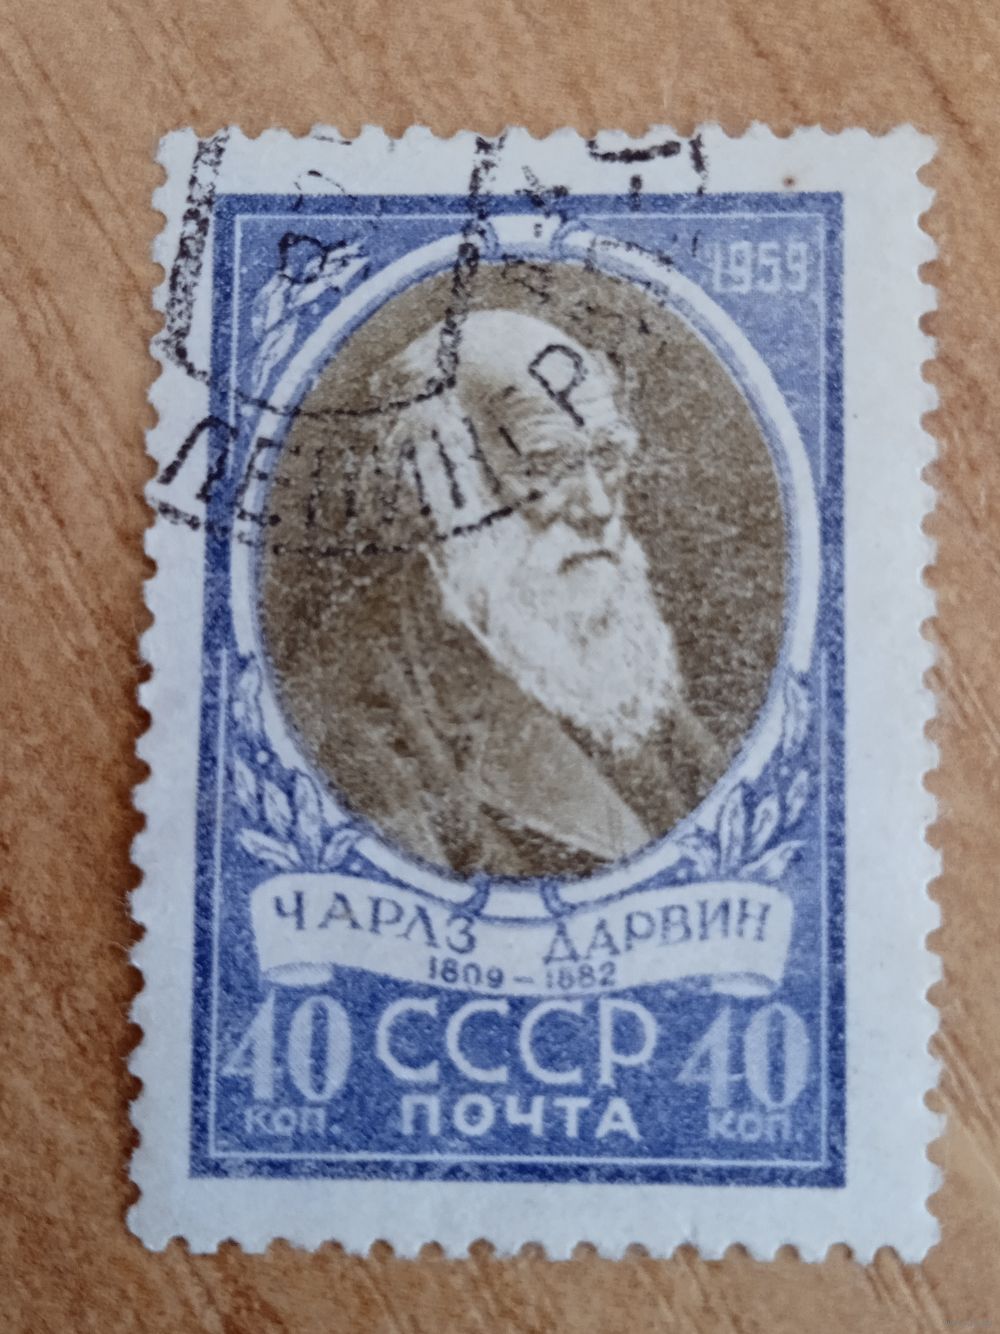 1959
ЧАРЛЗ ДАРВИН
1809–1882
40 СССР 40
КОП. ПОЧТА КОП.